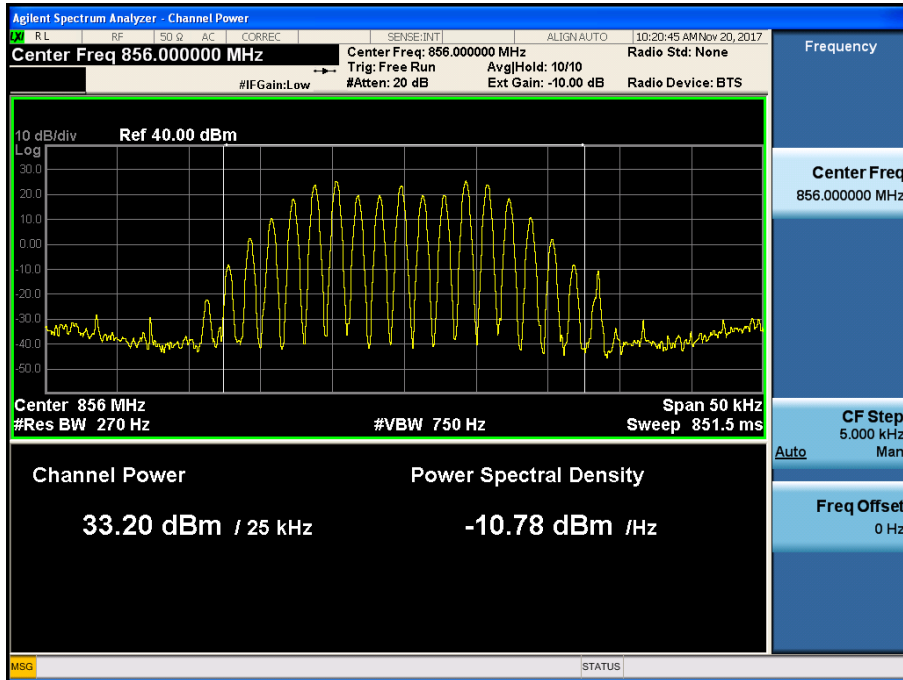 Agilent Spectrum Analyzer - Channel Power
LXI RL RF 50 Ω AC CORREC SENSE:INT ALIGN AUTO 10:20:45 AM Nov 20, 2017
Center Freq 856.000000 MHz
Center Freq: 856.000000 MHz Radio Std: None
Trig: Free Run Avg|Hold: 10/10
#IFGain:Low #Atten: 20 dB Ext Gain: -10.00 dB Radio Device: BTS
10 dB/div Ref 40.00 dBm
Log
30.0
20.0
10.0
0.00
-10.0
-20.0
-30.0
-40.0
-50.0
Center 856 MHz Span 50 kHz
#Res BW 270 Hz #VBW 750 Hz Sweep 851.5 ms
Channel Power Power Spectral Density
33.20 dBm / 25 kHz -10.78 dBm /Hz
Frequency
Center Freq
856.000000 MHz
CF Step
5.000 kHz
Auto Man
Freq Offset
0 Hz
MSG STATUS